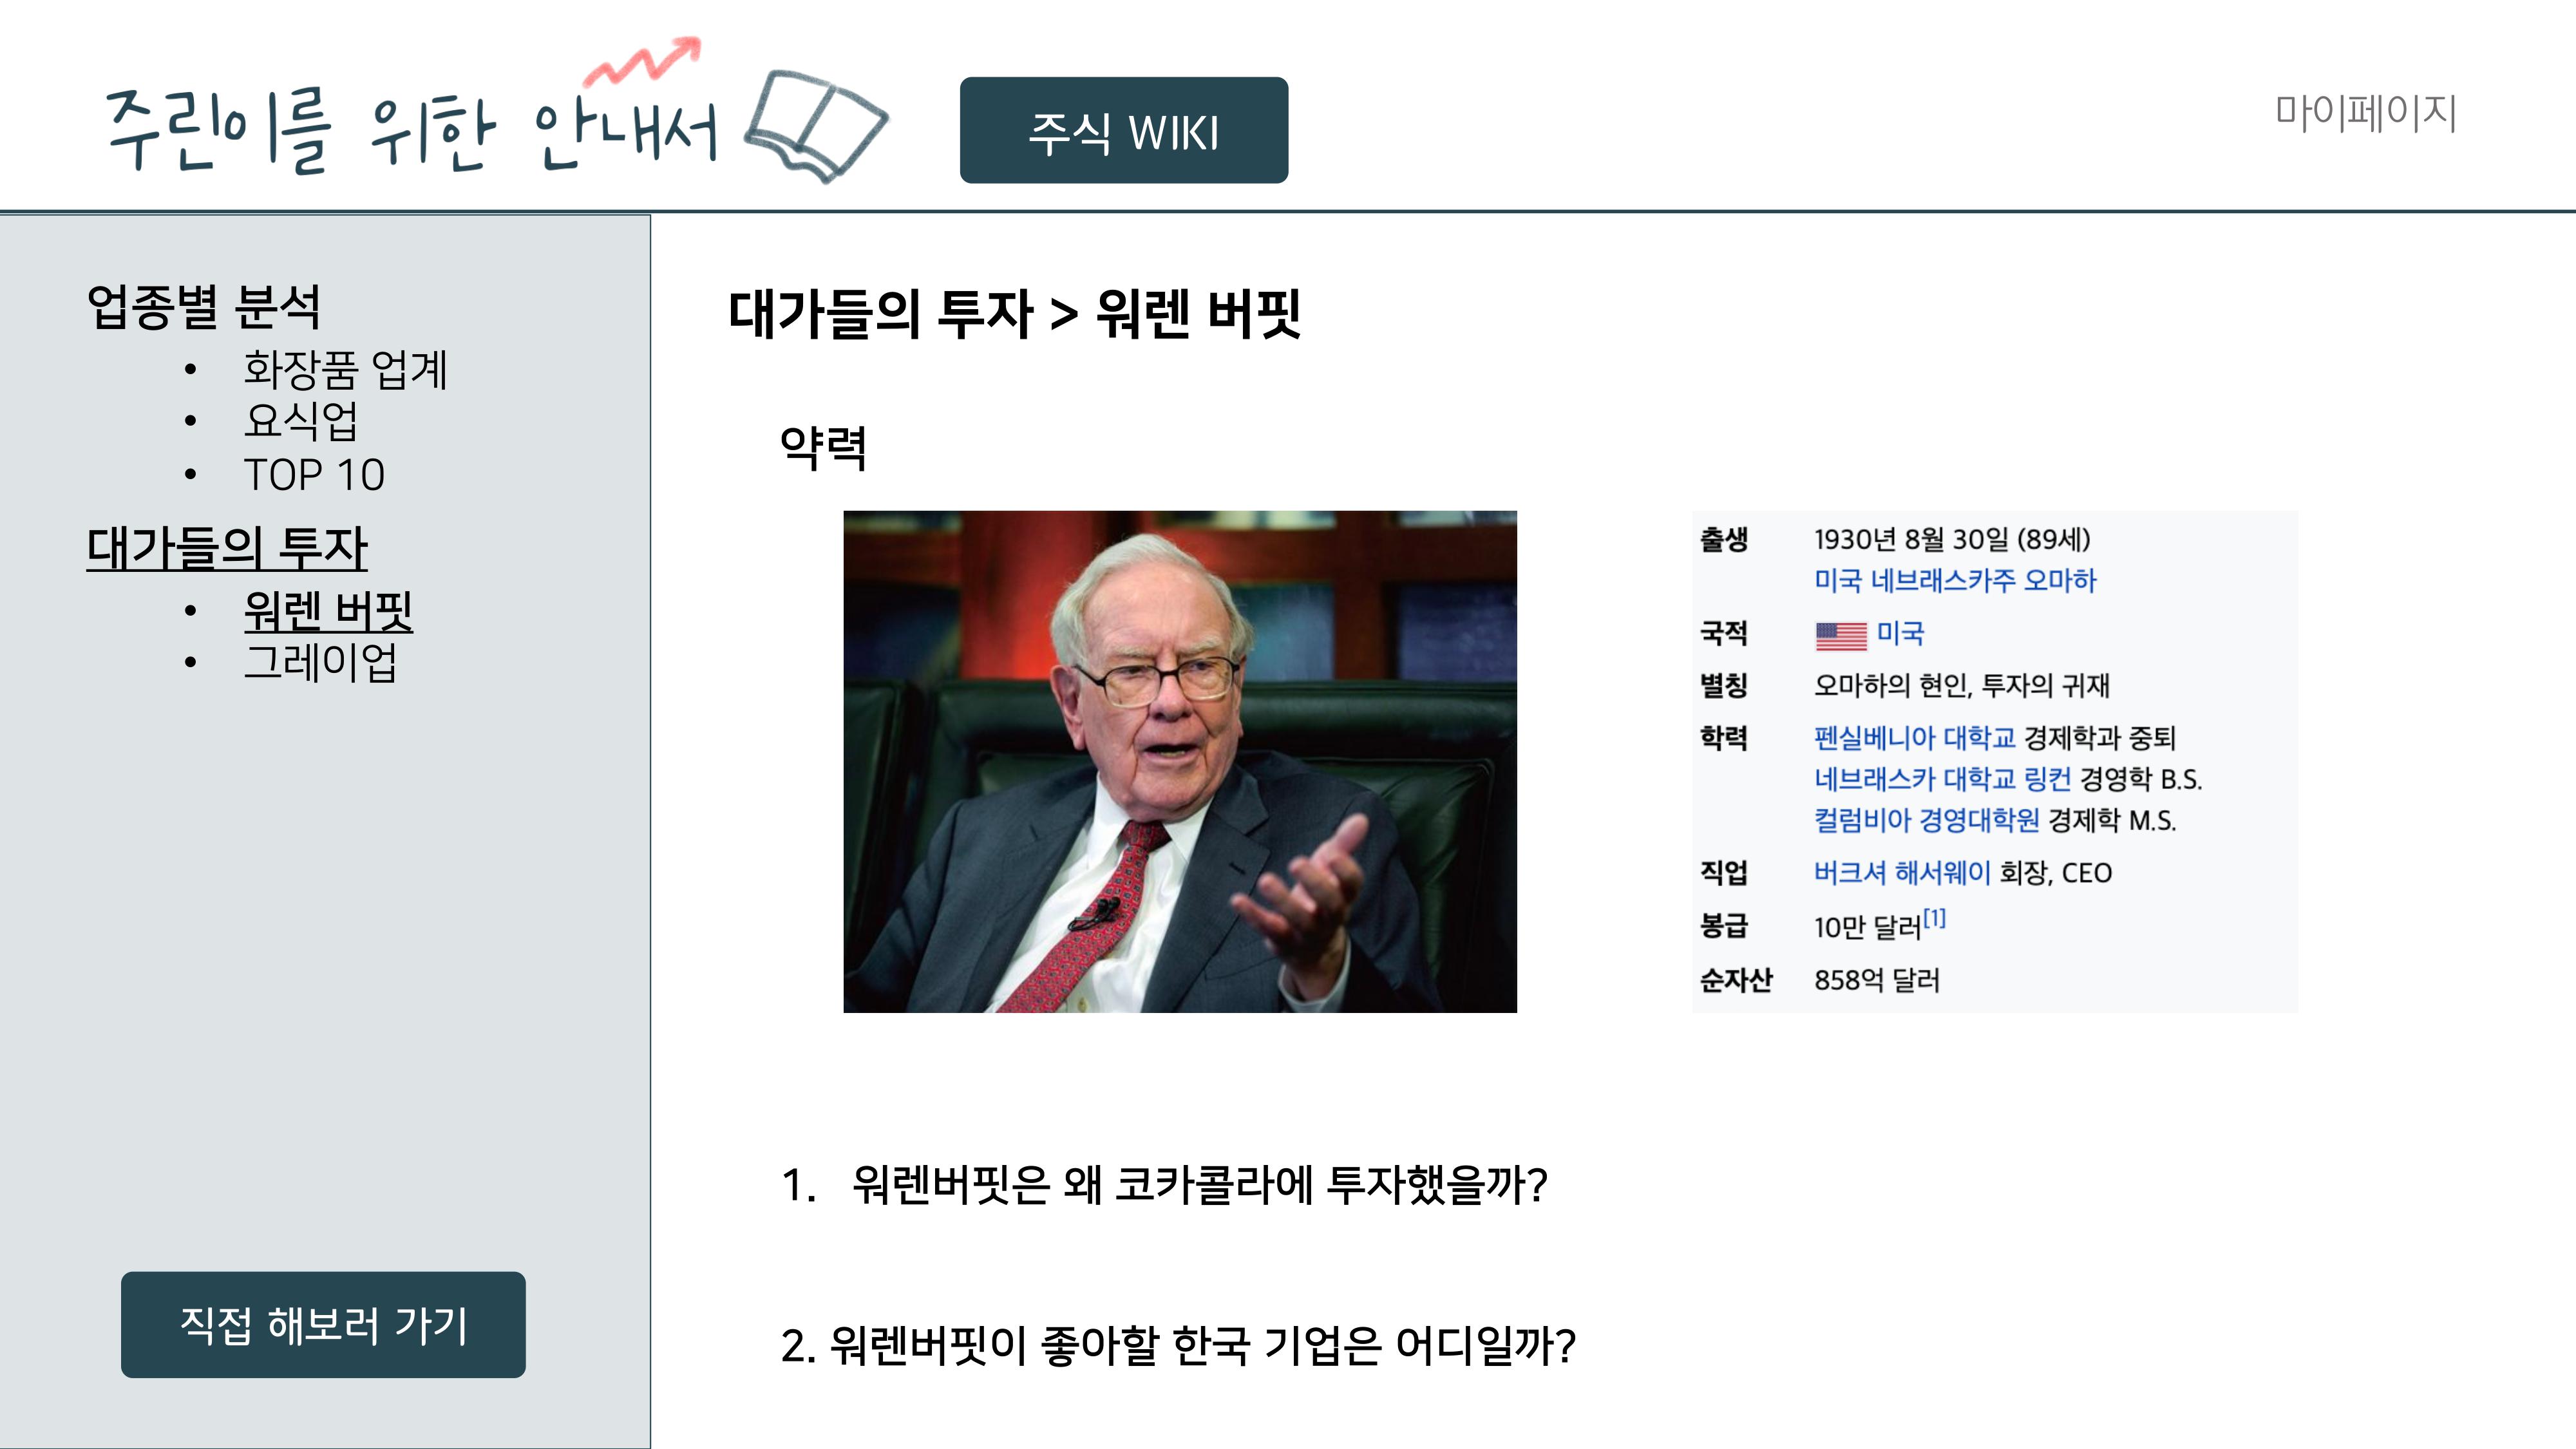 주린이를 위한 안내서
주식 WIKI
마이페이지
업종별 분석
• 화장품 업계
• 요식업
• TOP 10
대가들의 투자
• 워렌 버핏
• 그레이엄
직접 해보러 가기
대가들의 투자 > 워렌 버핏
약력
출생 1930년 8월 30일 (89세)
미국 네브래스카주 오마하
국적 미국
별칭 오마하의 현인, 투자의 귀재
학력 펜실베니아 대학교 경제학과 중퇴
네브래스카 대학교 링컨 경영학 B.S.
컬럼비아 경영대학원 경제학 M.S.
직업 버크셔 해서웨이 회장, CEO
봉급 10만 달러[1]
순자산 858억 달러
1. 워렌버핏은 왜 코카콜라에 투자했을까?
2. 워렌버핏이 좋아할 한국 기업은 어디일까?